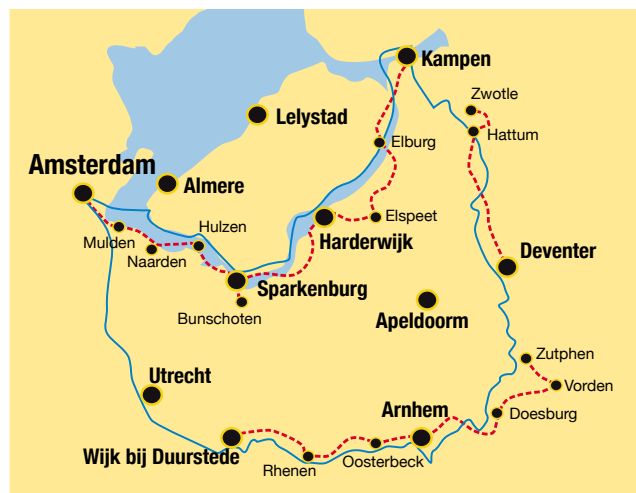 Kampen
Zwotle
Lelystad
Hattum
Elburg
Amsterdam
Almere
Elspeet
Hulzen
Harderwijk
Mulden
Naarden
Deventer
Sparkenburg
Bunschoten
Apeldoorm
Zutphen
Utrecht
Vorden
Arnhem
Doesburg
Wijk bij Duurstede
Oosterbeck
Rhenen